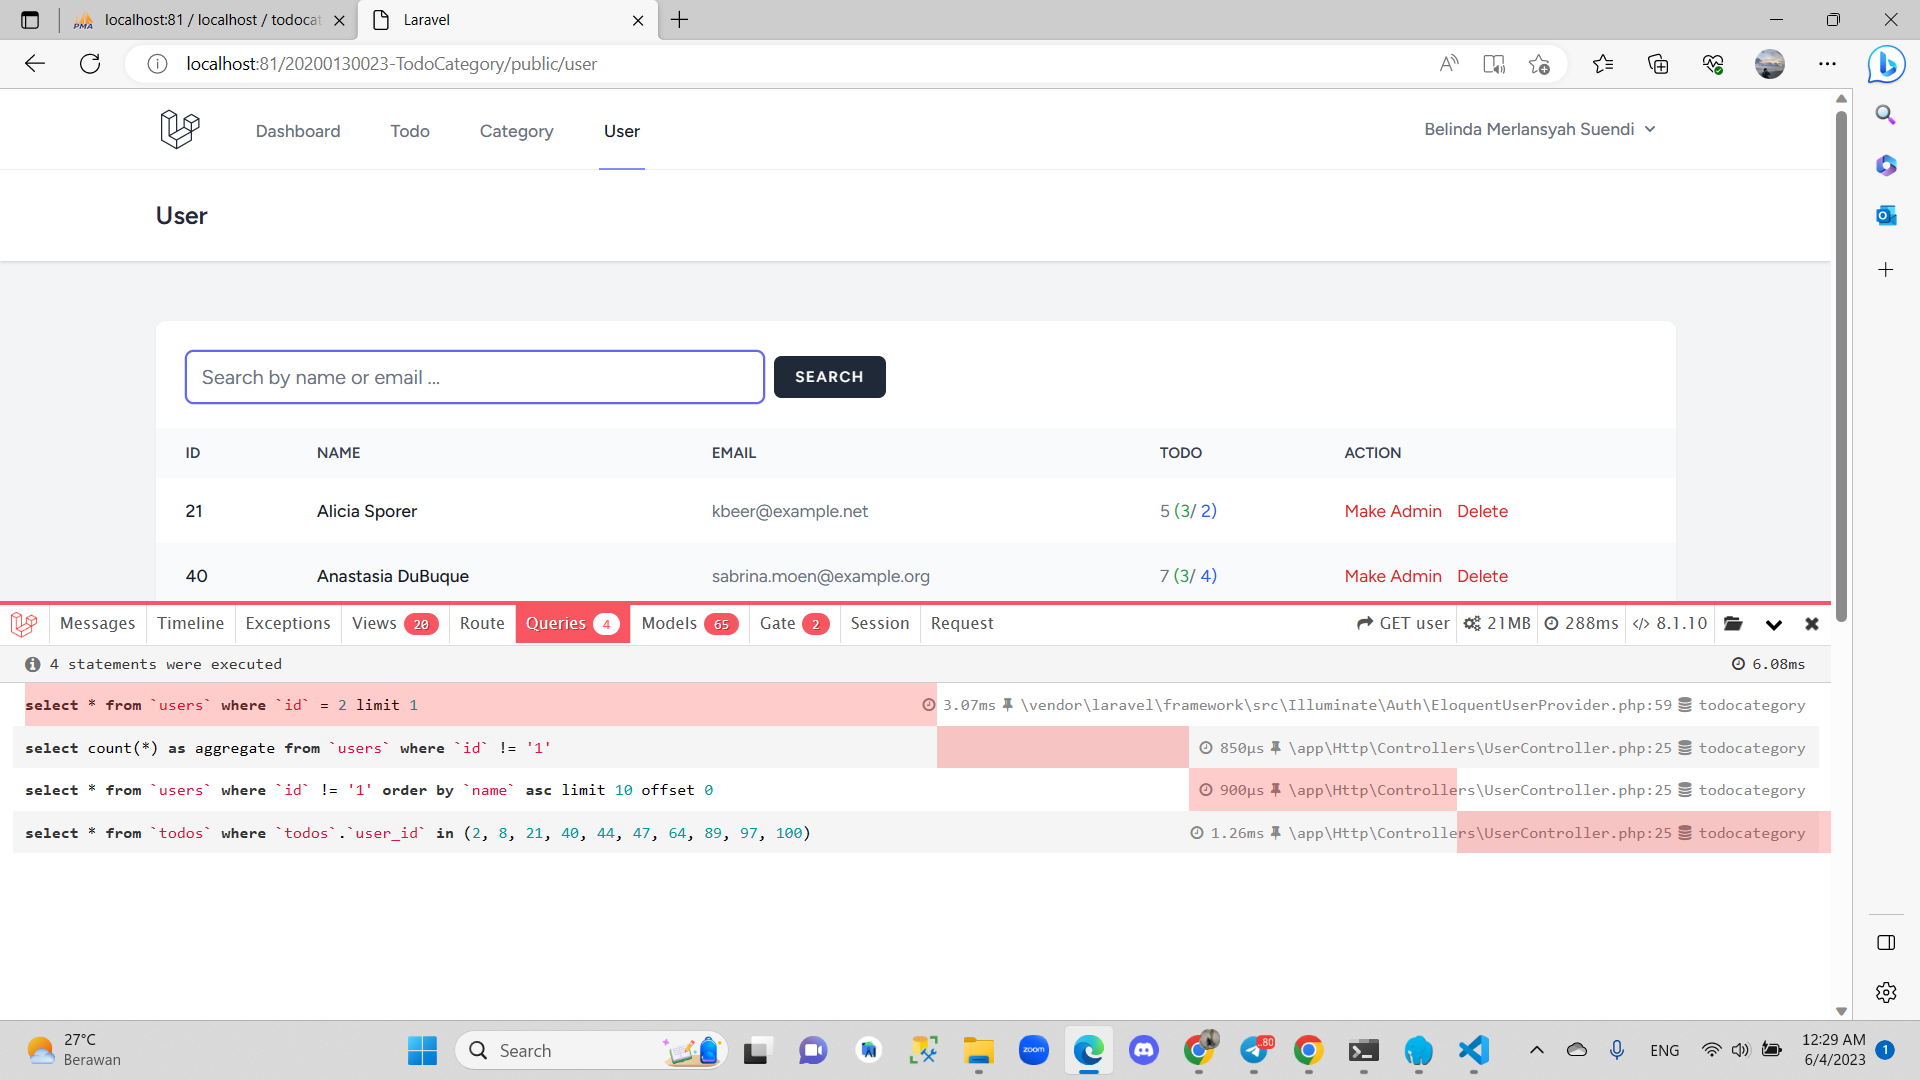 localhost:81 / localhost / todocat
Laravel
localhost:81/20200130023-TodoCategory/public/user
Dashboard Todo Category User Belinda Merlansyah Suendi
User
Search by name or email ... SEARCH
ID NAME EMAIL TODO ACTION
21 Alicia Sporer kbeer@example.net 5 (3/ 2) Make Admin Delete
40 Anastasia DuBuque sabrina.moen@example.org 7 (3/ 4) Make Admin Delete
Messages Timeline Exceptions Views 20 Route Queries 4 Models 65 Gate 2 Session Request GET user 21MB 288ms 8.1.10
4 statements were executed 6.08ms
select * from `users` where `id` = 2 limit 1 3.07ms \vendor\laravel\framework\src\Illuminate\Auth\EloquentUserProvider.php:59 todocategory
select count(*) as aggregate from `users` where `id` != '1' 850μs \app\Http\Controllers\UserController.php:25 todocategory
select * from `users` where `id` != '1' order by `name` asc limit 10 offset 0 900μs \app\Http\Controllers\UserController.php:25 todocategory
select * from `todos` where `todos`.`user_id` in (2, 8, 21, 40, 44, 47, 64, 89, 97, 100) 1.26ms \app\Http\Controllers\UserController.php:25 todocategory
27°C
Berawan
Search
zoom
80
ENG
12:29 AM
6/4/2023
1